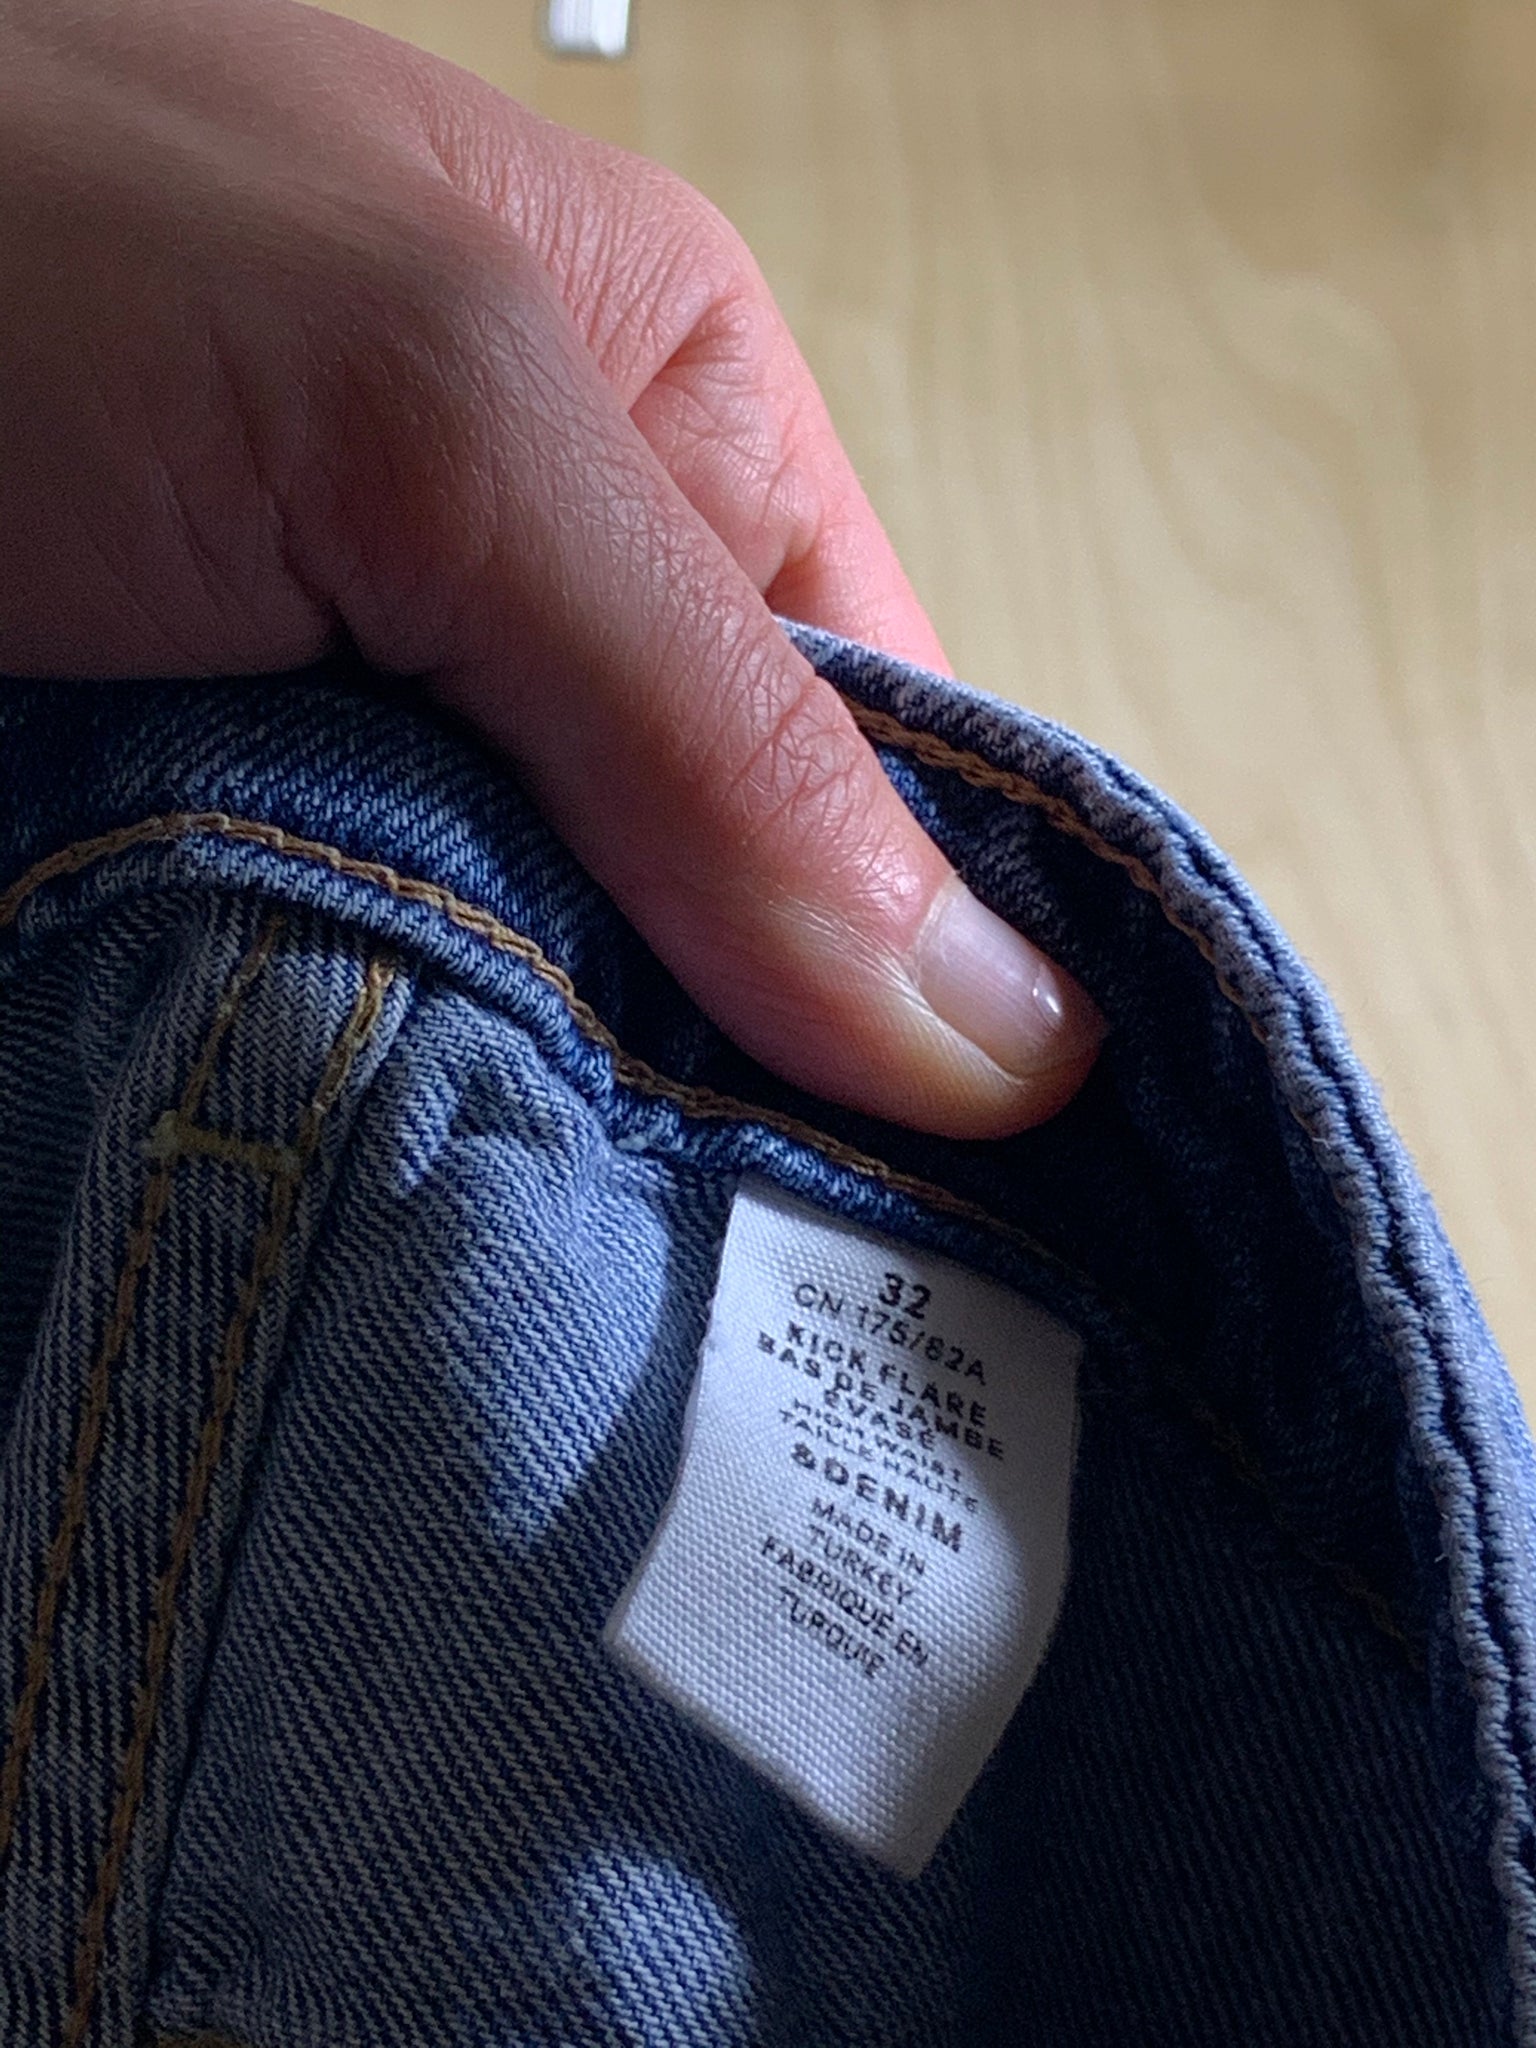 32
CN 175/82A
KICK FLARE
BAS DE JAMBE
ÉVASÉ
HIGH WAIST
TAILLE HAUTE
&DENIM
MADE IN
TURKEY
FABRIQUÉ EN
TURQUIE